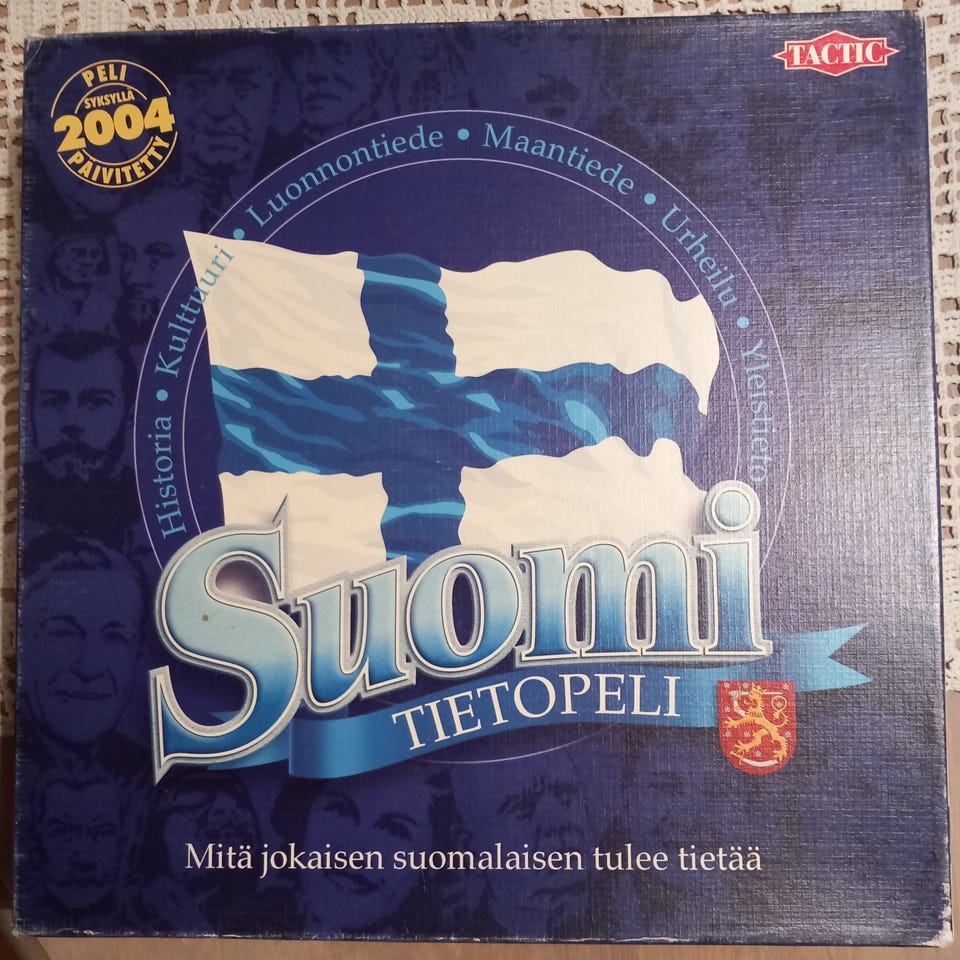 PELI
SYKSYLLÄ
2004
PÄIVITETTY
TACTIC
Historia • Kulttuuri • Luonnontiede • Maantiede • Urheilu • Yleistieto
Suomi
TIETOPELI
Mitä jokaisen suomalaisen tulee tietää